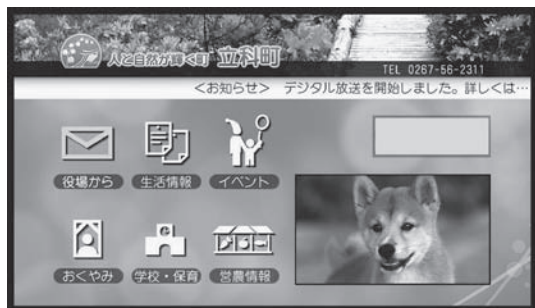 人と自然が輝く町 立科町
TEL 0267-56-2311
<お知らせ> デジタル放送を開始しました。詳しくは…
役場から 生活情報 イベント
おくやみ 学校・保育 営農情報